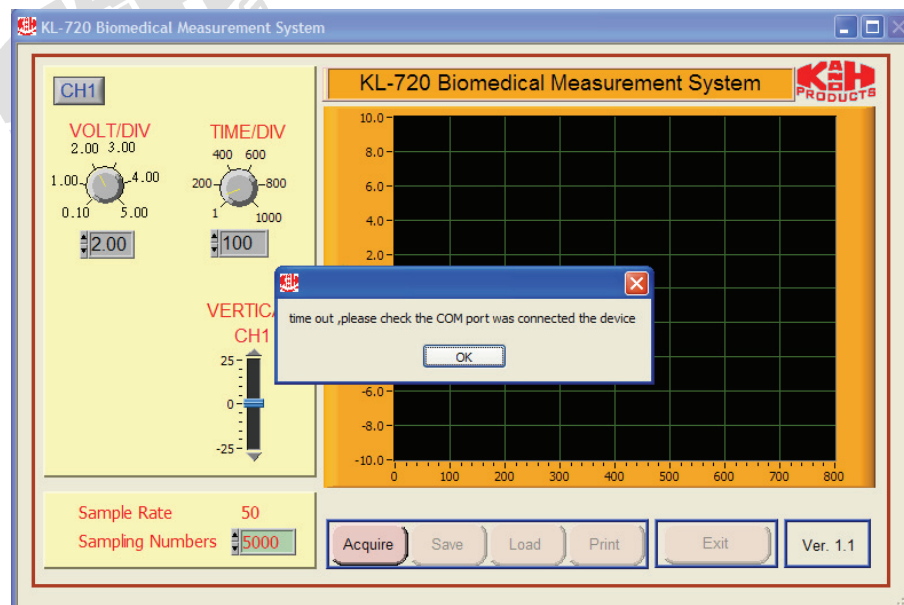 KL-720 Biomedical Measurement System
KL-720 Biomedical Measurement System
K AND H
PRODUCTS
CH1
VOLT/DIV
TIME/DIV
2.00 3.00
400 600
1.00 4.00
200 800
0.10 5.00
1 1000
2.00
100
VERTICA
CH1
25
0
-25
10.0
8.0
6.0
4.0
2.0
-6.0
-8.0
-10.0
0 100 200 300 400 500 600 700 800
time out ,please check the COM port was connected the device
OK
Sample Rate 50
Sampling Numbers 5000
Acquire Save Load Print Exit Ver. 1.1